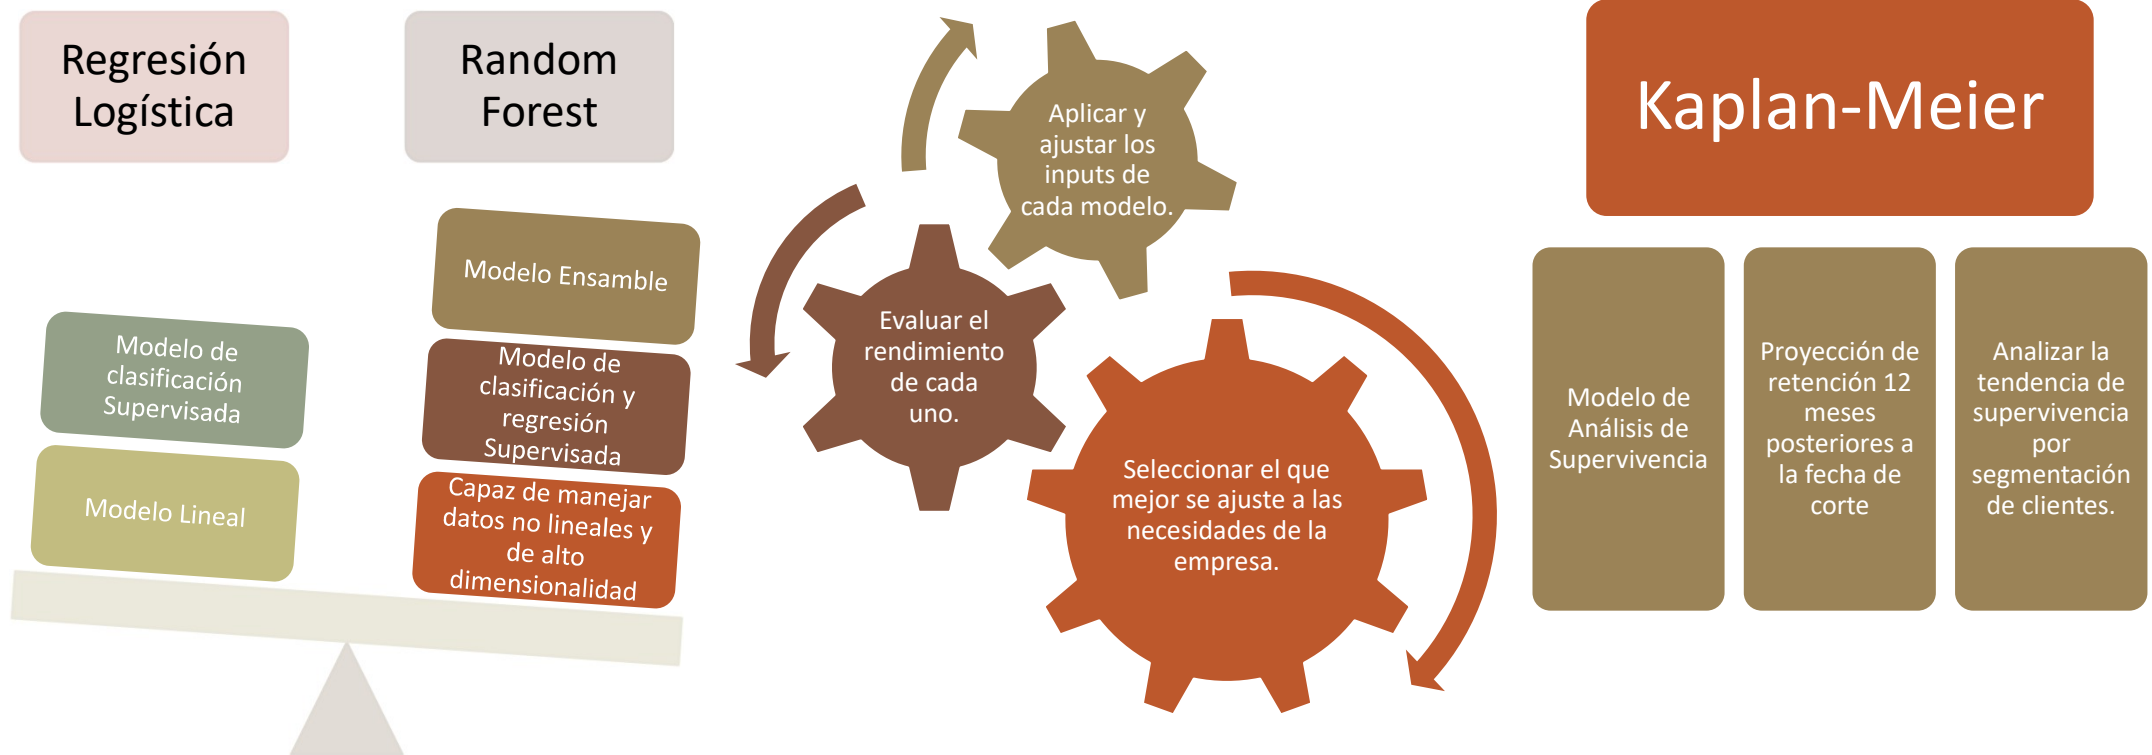 Regresión
Logística
Random
Forest
Modelo de
clasificación
Supervisada
Modelo Lineal
Modelo Ensamble
Modelo de
clasificación y
regresión
Supervisada
Capaz de manejar
datos no lineales y
de alto
dimensionalidad
Aplicar y
ajustar los
inputs de
cada modelo.
Evaluar el
rendimiento
de cada
uno.
Seleccionar el que
mejor se ajuste a las
necesidades de la
empresa.
Kaplan-Meier
Modelo de
Análisis de
Supervivencia
Proyección de
retención 12
meses
posteriores a
la fecha de
corte
Analizar la
tendencia de
supervivencia
por
segmentación
de clientes.